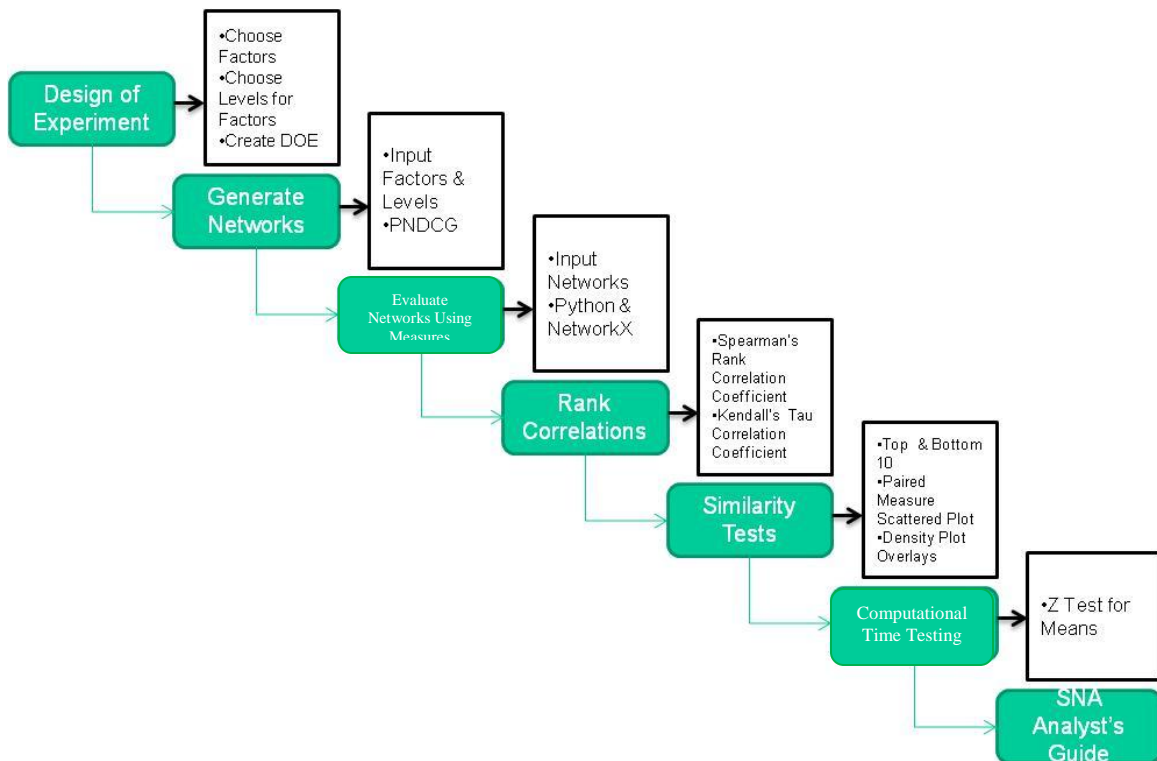 Design of
Experiment
•Choose
Factors
•Choose
Levels for
Factors
•Create DOE
Generate
Networks
•Input
Factors &
Levels
•PNDCG
Evaluate
Networks Using
Measures
•Input
Networks
•Python &
NetworkX
Rank
Correlations
▪Spearman's
Rank
Correlation
Coefficient
▪Kendall's Tau
Correlation
Coefficient
Similarity
Tests
▪Top & Bottom
10
▪Paired
Measure
Scattered Plot
▪Density Plot
Overlays
Computational
Time Testing
•Z Test for
Means
SNA
Analyst's
Guide